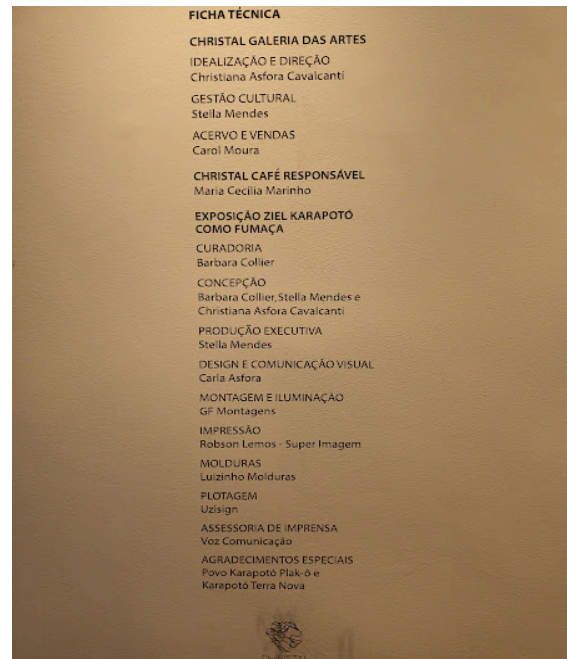 FICHA TÉCNICA
CHRISTAL GALERIA DAS ARTES
IDEALIZAÇÃO E DIREÇÃO
Christiana Asfora Cavalcanti
GESTÃO CULTURAL
Stella Mendes
ACERVO E VENDAS
Carol Moura
CHRISTAL CAFÉ RESPONSÁVEL
Maria Cecília Marinho
EXPOSIÇÃO ZIEL KARAPOTÓ
COMO FUMAÇA
CURADORIA
Barbara Collier
CONCEPÇÃO
Barbara Collier, Stella Mendes e
Christiana Asfora Cavalcanti
PRODUÇÃO EXECUTIVA
Stella Mendes
DESIGN E COMUNICAÇÃO VISUAL
Carla Asfora
MONTAGEM E ILUMINAÇÃO
GF Montagens
IMPRESSÃO
Robson Lemos - Super Imagem
MOLDURAS
Luizinho Molduras
PLOTAGEM
Uzisign
ASSESSORIA DE IMPRENSA
Voz Comunicação
AGRADECIMENTOS ESPECIAIS
Povo Karapotó Plak-ô e
Karapotó Terra Nova
CHRISTAL